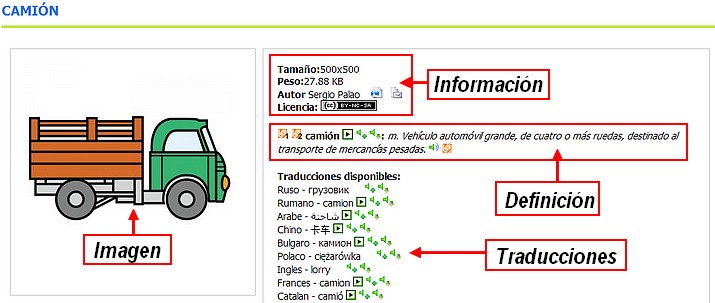 CAMIÓN
Tamaño:500x500
Peso:27.88 KB
Autor Sergio Palao
Licencia: (cc) BY-NC-SA
Información
camión : m. Vehículo automóvil grande, de cuatro o más ruedas, destinado al
transporte de mercancías pesadas.
Definición
Imagen
Traducciones disponibles:
Ruso - грузовик
Rumano - camion
Arabe - شاحنة
Chino - 卡车
Bulgaro - камион
Polaco - ciężarówka
Ingles - lorry
Frances - camion
Catalan - camió
Traducciones